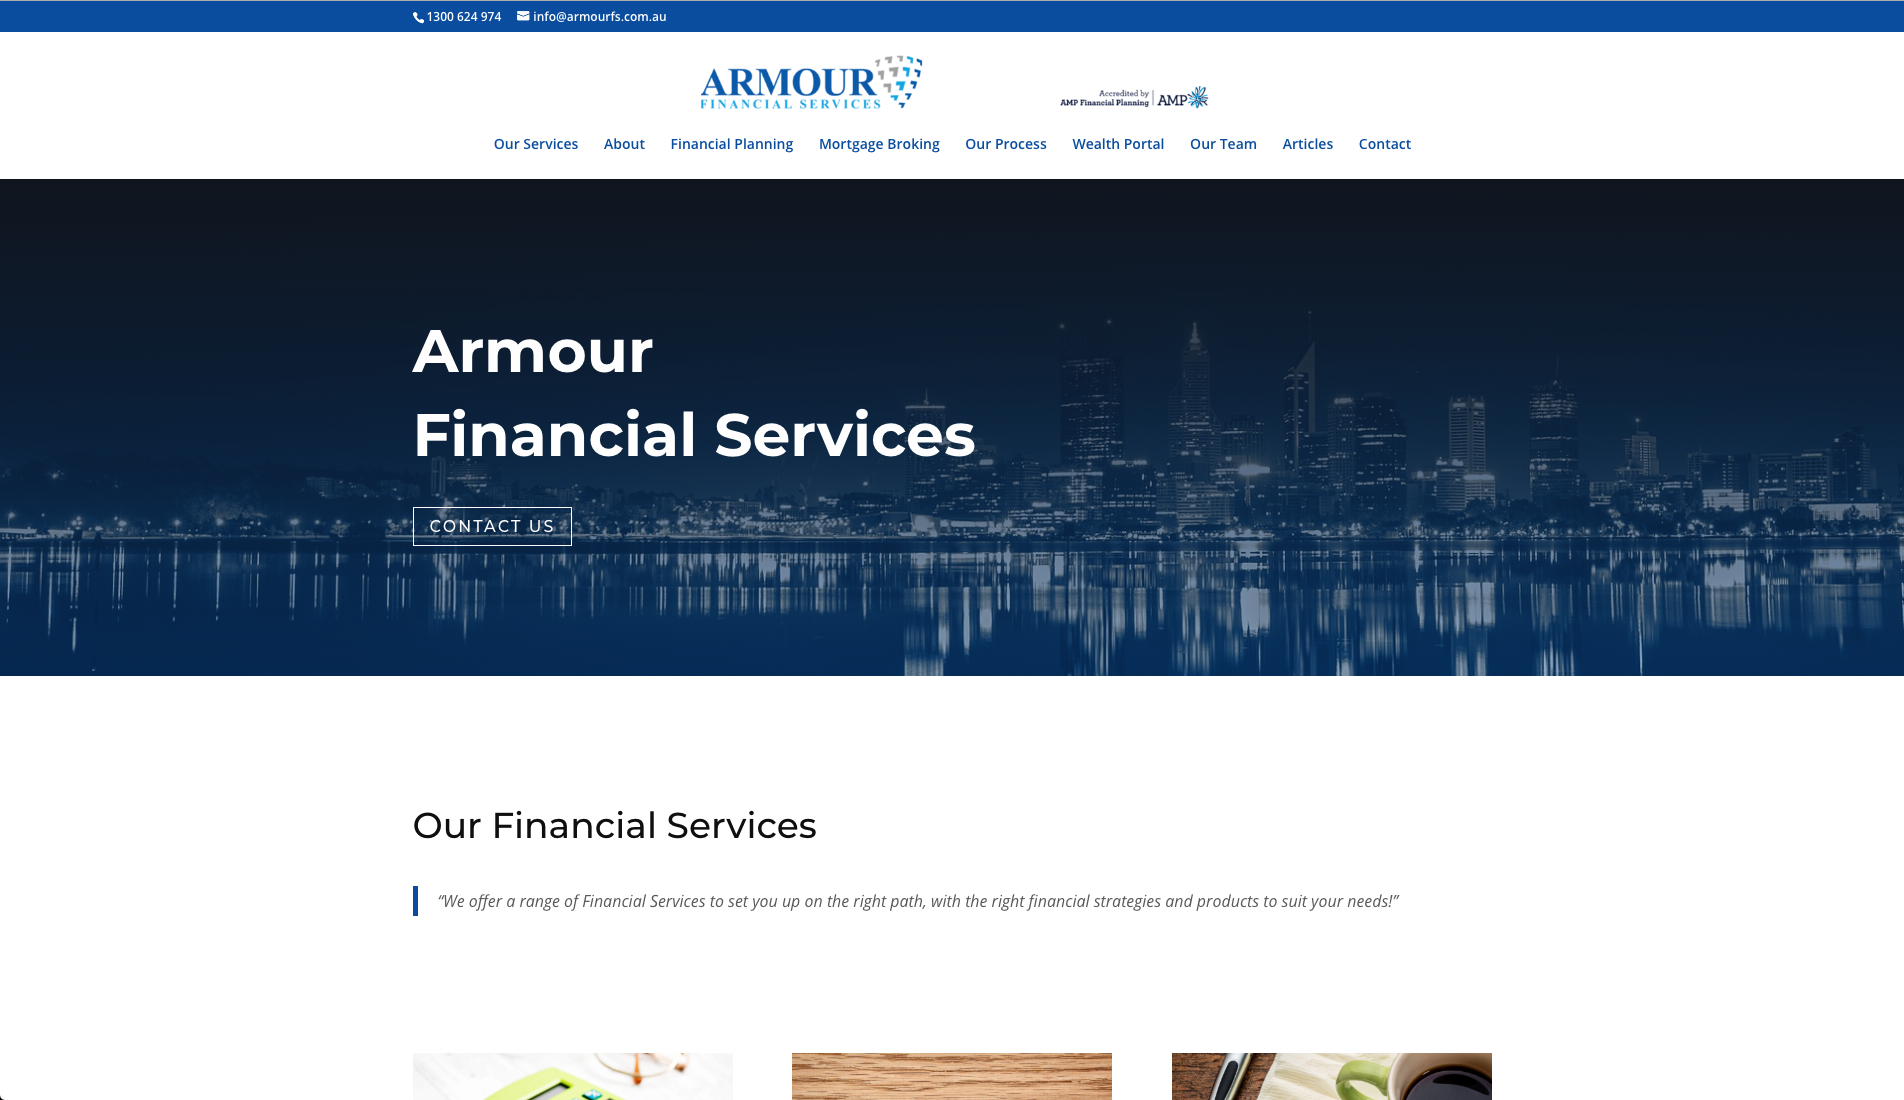 1300 624 974 info@armourfs.com.au
ARMOUR
FINANCIAL SERVICES
Accredited by
AMP Financial Planning
AMP
Our Services About Financial Planning Mortgage Broking Our Process Wealth Portal Our Team Articles Contact
Armour
Financial Services
CONTACT US
Our Financial Services
“We offer a range of Financial Services to set you up on the right path, with the right financial strategies and products to suit your needs!”